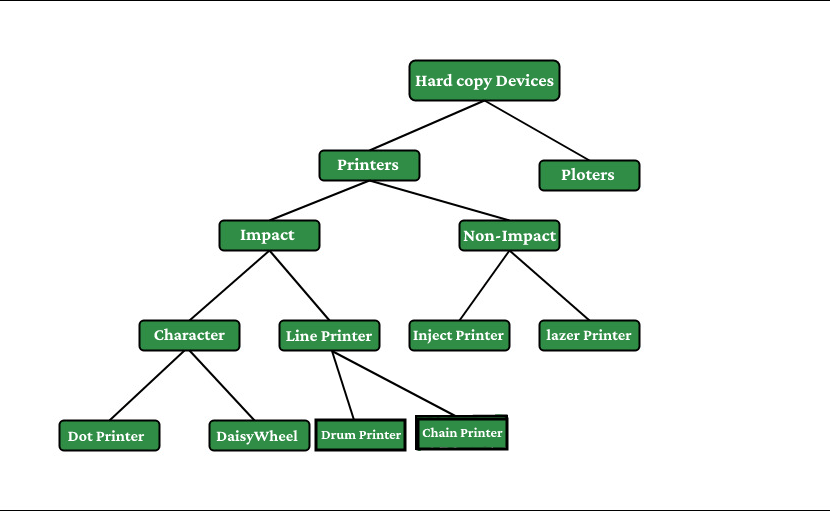 Hard copy Devices
Printers
Ploters
Impact
Non-Impact
Character
Line Printer
Inject Printer
lazer Printer
Dot Printer
DaisyWheel
Drum Printer
Chain Printer